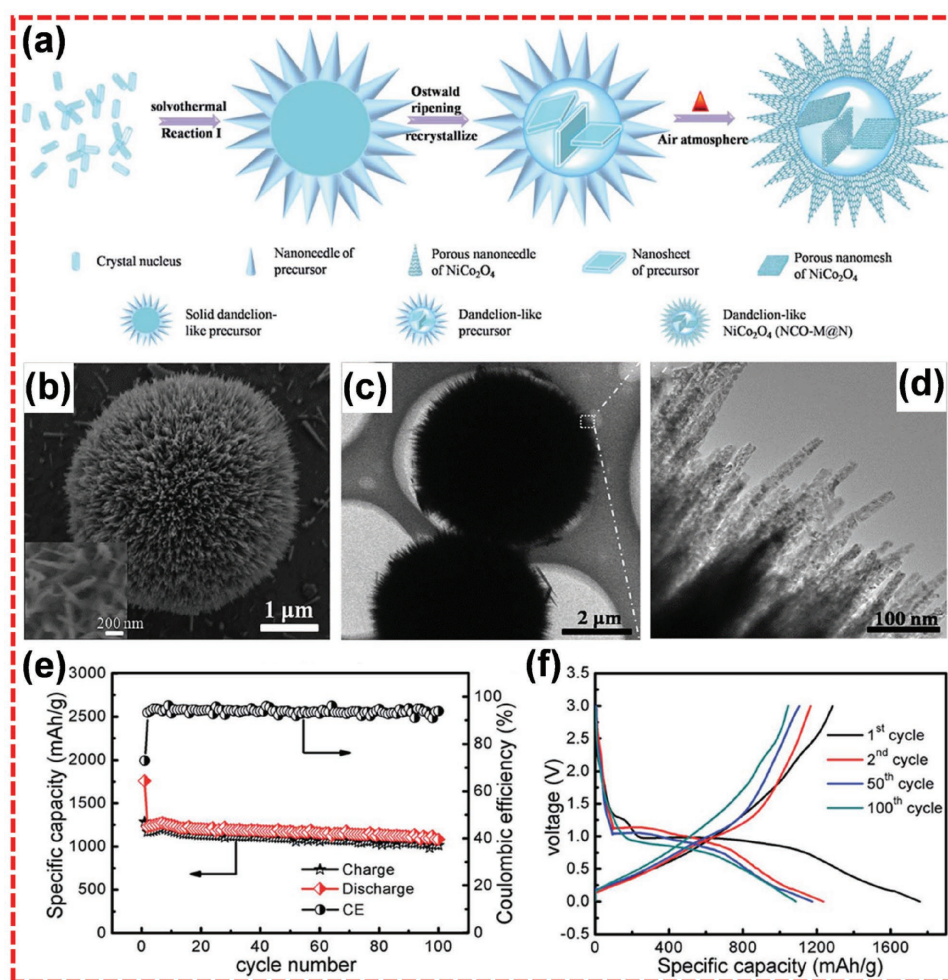 (a)
solvothermal
Reaction I
Ostwald
ripening
recrystallize
Air atmosphere
Crystal nucleus
Nanoneedle of
precursor
Porous nanoneedle
of NiCo₂O₄
Nanosheet
of precursor
Porous nanomesh
of NiCo₂O₄
Solid dandelion-
like precursor
Dandelion-like
precursor
Dandelion-like
NiCo₂O₄ (NCO-M@N)
(b)
200 nm
1 μm
(c)
2 μm
(d)
100 nm
(e)
Specific capacity (mAh/g)
3000
2500
2000
1500
1250
1000
500
0
0 20 40 60 80 100
cycle number
Charge
Discharge
CE
100
80
60
40
20
0
Coulombic efficiency (%)
(f)
voltage (V)
3.0
2.5
2.0
1.5
1.0
0.5
0.0
-0.5
0 400 800 1200 1600
Specific capacity (mAh/g)
1st cycle
2nd cycle
50th cycle
100th cycle